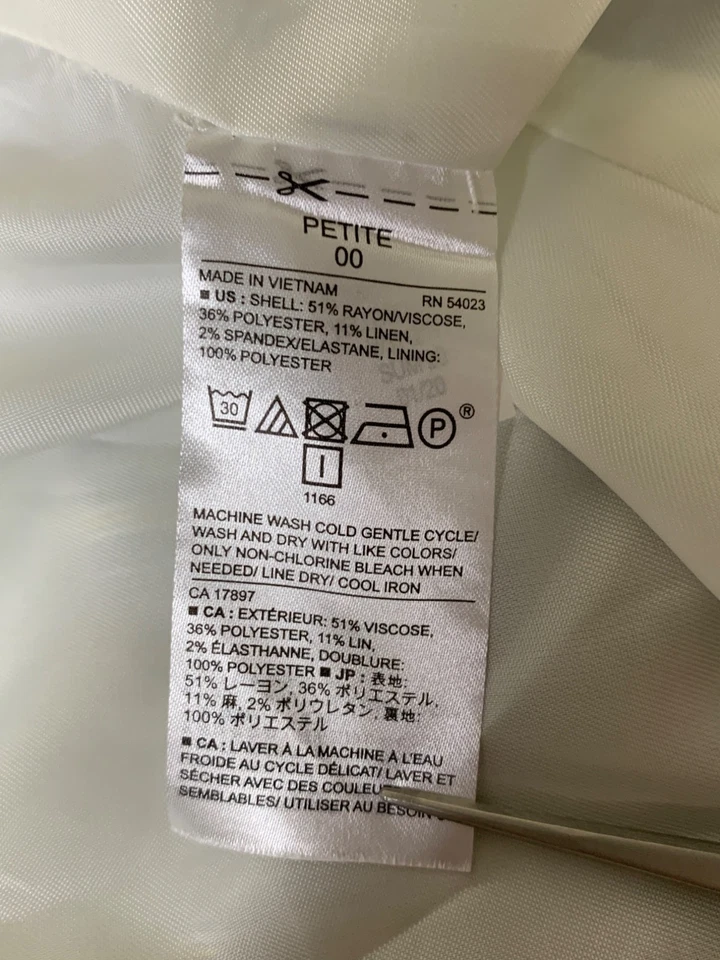 PETITE
00
MADE IN VIETNAM RN 54023
■ US : SHELL: 51% RAYON/VISCOSE,
36% POLYESTER, 11% LINEN,
2% SPANDEX/ELASTANE, LINING:
100% POLYESTER
30 P ®
I
1166
MACHINE WASH COLD GENTLE CYCLE/
WASH AND DRY WITH LIKE COLORS/
ONLY NON-CHLORINE BLEACH WHEN
NEEDED/ LINE DRY/ COOL IRON
CA 17897
■ CA : EXTÉRIEUR: 51% VISCOSE,
36% POLYESTER, 11% LIN,
2% ÉLASTHANNE, DOUBLURE:
100% POLYESTER ■ JP : 表地:
51% レーヨン, 36% ポリエステル,
11% 麻, 2% ポリウレタン, 裏地:
100% ポリエステル
■ CA : LAVER À LA MACHINE À L'EAU
FROIDE AU CYCLE DÉLICAT/ LAVER ET
SÉCHER AVEC DES
SEMBLABLES/ UTILISER AU